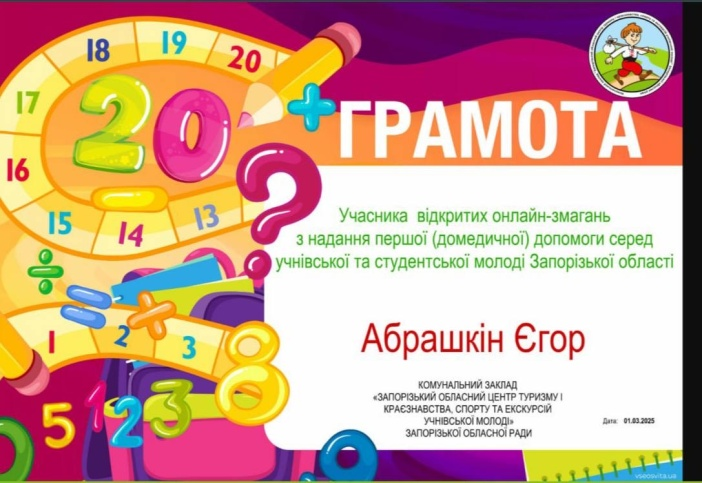 18
19
20
17
20
ГРАМОТА
16
15
14
13
Учасника відкритих онлайн-змагань
з надання першої (домедичної) допомоги серед
учнівської та студентської молоді Запорізької області
1
2
3
Абрашкін Єгор
КОМУНАЛЬНИЙ ЗАКЛАД
«ЗАПОРІЗЬКИЙ ОБЛАСНИЙ ЦЕНТР ТУРИЗМУ І
КРАЄЗНАВСТВА, СПОРТУ ТА ЕКСКУРСІЙ
УЧНІВСЬКОЇ МОЛОДІ»
ЗАПОРІЗЬКОЇ ОБЛАСНОЇ РАДИ
Дата: 01.03.2025
8
5
1 2 3
9
vseosvita.ua